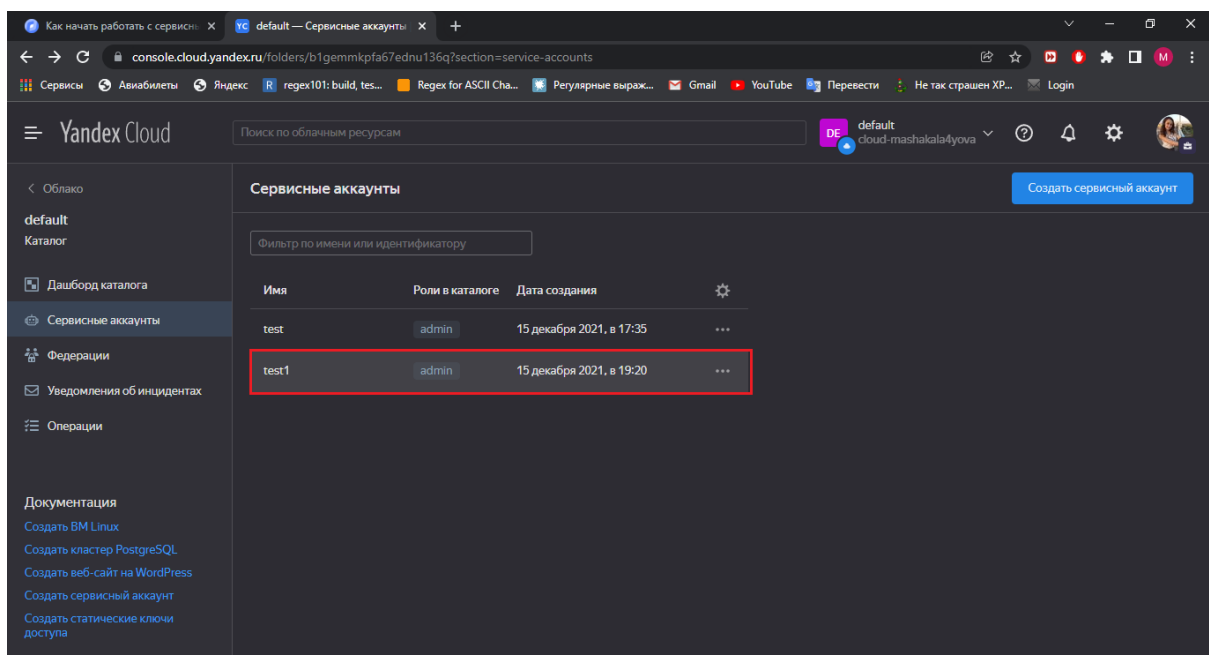 Как начать работать с сервисн
YC default — Сервисные аккаунты
console.cloud.yandex.ru/folders/b1gemmkpfa67ednu136q?section=service-accounts
M
Сервисы Авиабилеты Яндекс R regex101: build, tes... Regex for ASCII Cha... Регулярные выраж... Gmail YouTube Перевести Не так страшен XP... Login
Yandex Cloud
Поиск по облачным ресурсам
DE default
cloud-mashakala4yova
Облако
default
Каталог
Дашборд каталога
Сервисные аккаунты
Федерации
Уведомления об инцидентах
Операции
Документация
Создать ВМ Linux
Создать кластер PostgreSQL
Создать веб-сайт на WordPress
Создать сервисный аккаунт
Создать статические ключи
доступа
Сервисные аккаунты
Создать сервисный аккаунт
Фильтр по имени или идентификатору
Имя Роли в каталоге Дата создания
test admin 15 декабря 2021, в 17:35
test1 admin 15 декабря 2021, в 19:20